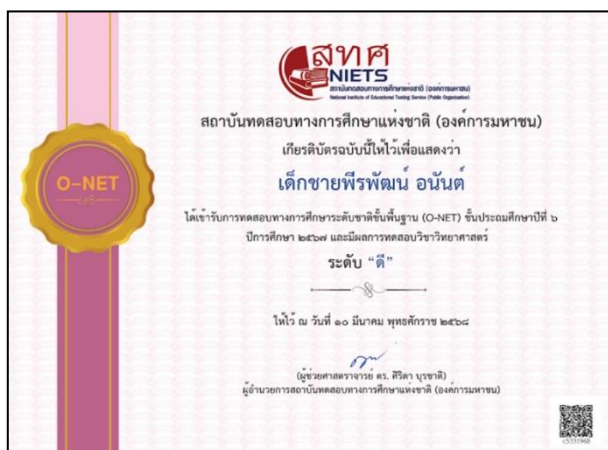 สทศ
NIETS
สถาบันทดสอบทางการศึกษาแห่งชาติ (องค์การมหาชน)
National Institute of Educational Testing Service (Public Organization)
สถาบันทดสอบทางการศึกษาแห่งชาติ (องค์การมหาชน)
เกียรติบัตรฉบับนี้ให้ไว้เพื่อแสดงว่า
เด็กชายพีรพัฒน์ อนันต์
O-NET
ได้เข้ารับการทดสอบทางการศึกษาระดับชาติขั้นพื้นฐาน (O-NET) ชั้นประถมศึกษาปีที่ ๖
ปีการศึกษา ๒๕๖๗ และมีผลการทดสอบวิชาวิทยาศาสตร์
ระดับ "ดี"
ให้ไว้ ณ วันที่ ๑๐ มีนาคม พุทธศักราช ๒๕๖๘
(ผู้ช่วยศาสตราจารย์ ดร. ศิริดา บุรชาติ)
ผู้อำนวยการสถาบันทดสอบทางการศึกษาแห่งชาติ (องค์การมหาชน)